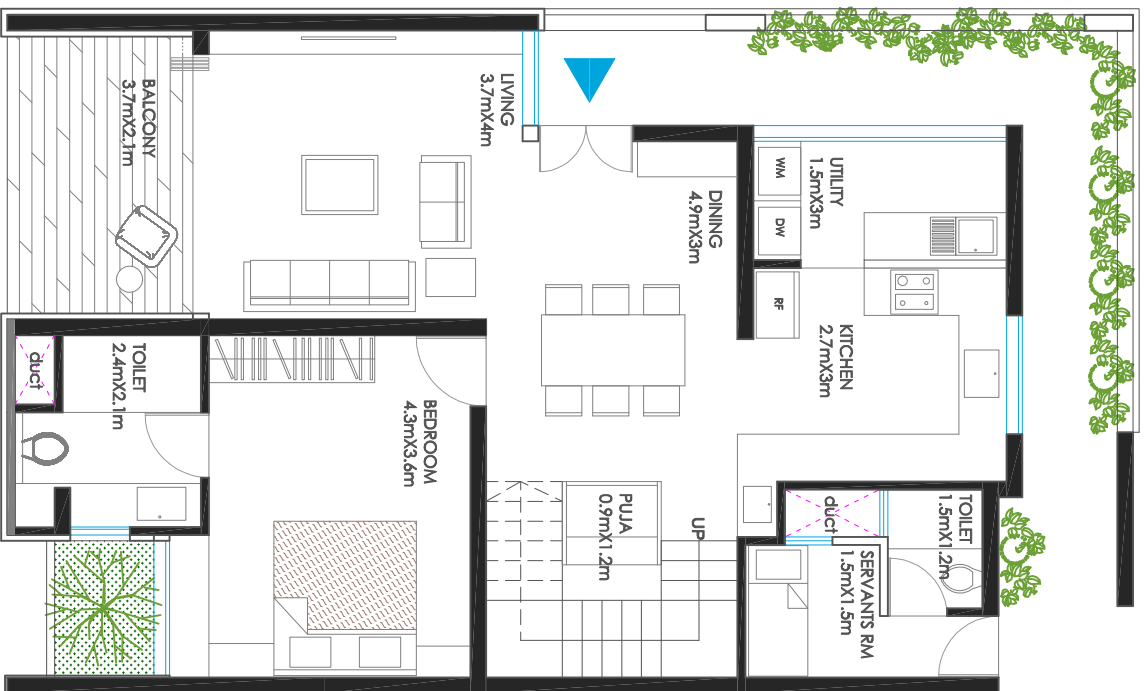 BALCONY
3.7mX2.1m
LIVING
3.7mX4m
DINING
4.9mX3m
UTILITY
1.5mX3m
WM
DW
RF
KITCHEN
2.7mX3m
TOILET
2.4mX2.1m
duct
BEDROOM
4.3mX3.6m
PUJA
0.9mX1.2m
UP
duct
TOILET
1.5mX1.2m
SERVANTS RM
1.5mX1.5m